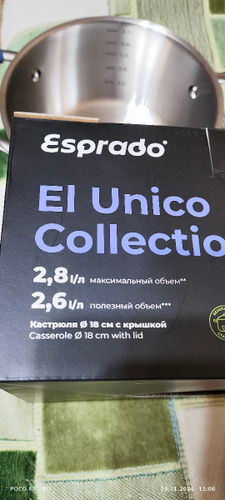 Esprado®
El Unico
Collectio
2,8 l/л максимальный объем**
2,6 l/л полезный объем***
Кастрюля Ø 18 см с крышкой
Casserole Ø 18 cm with lid